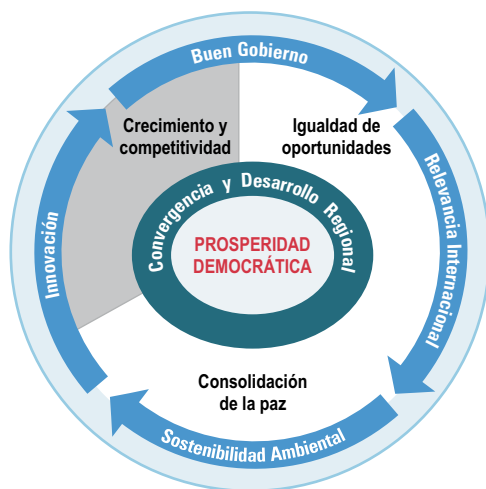 Buen Gobierno
Crecimiento y
competitividad
Igualdad de
oportunidades
Relevancia Internacional
Innovación
Convergencia y Desarrollo Regional
PROSPERIDAD
DEMOCRÁTICA
Consolidación
de la paz
Sostenibilidad Ambiental